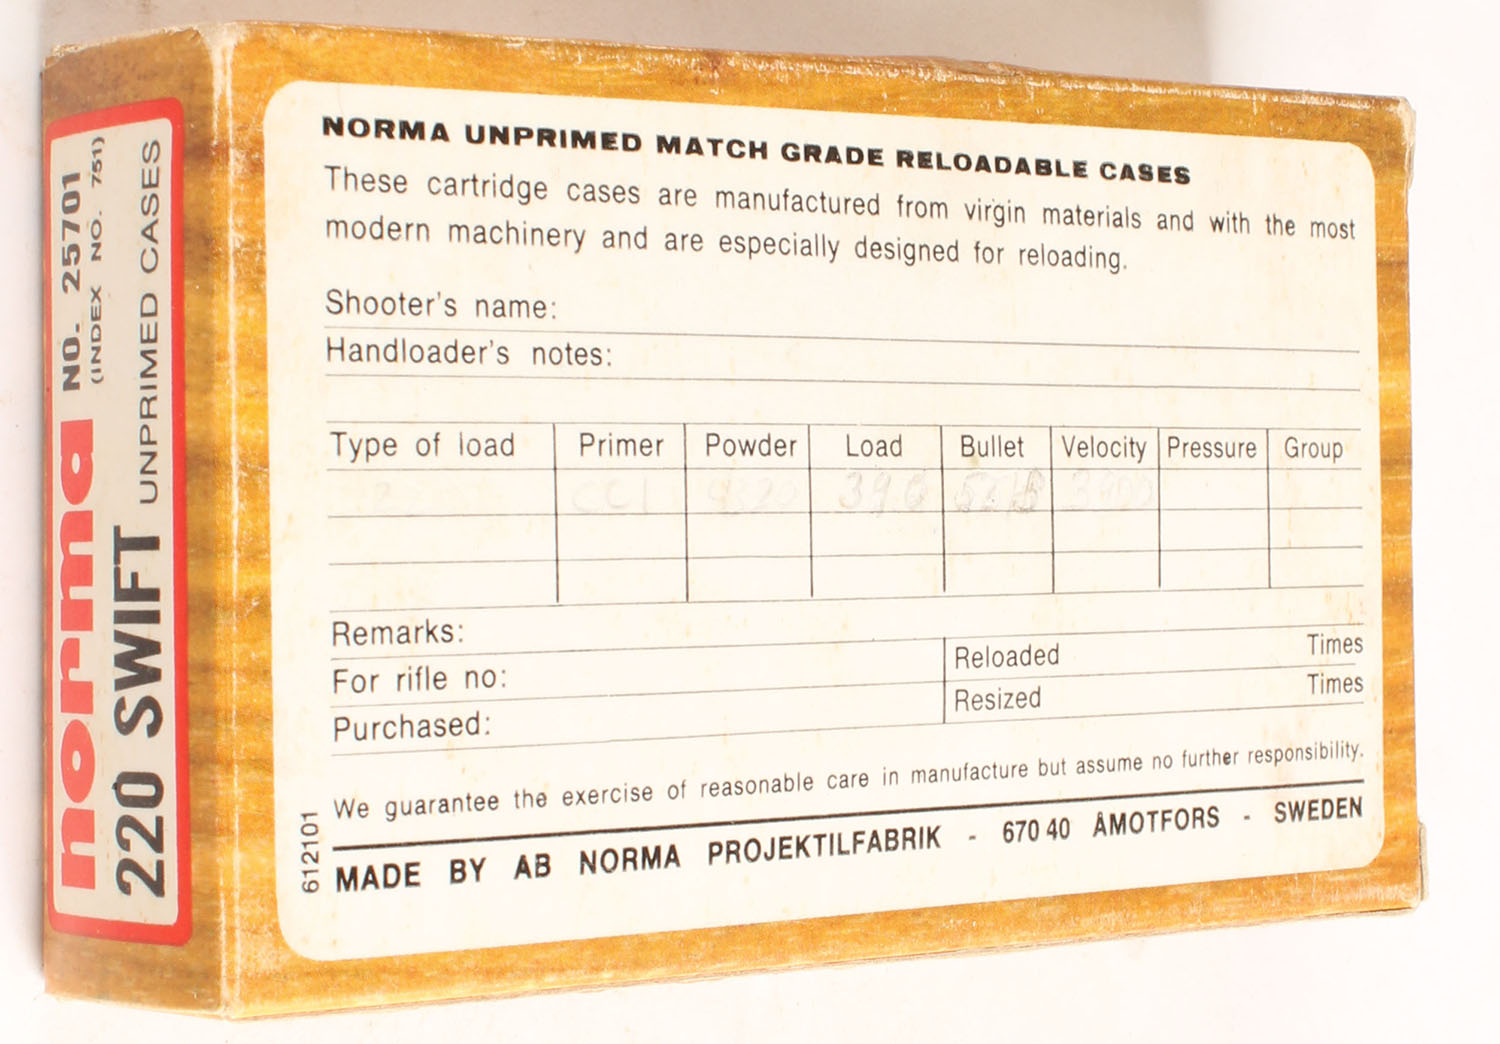 norma NO. 25701
(INDEX NO. 751)
220 SWIFT UNPRIMED CASES
NORMA UNPRIMED MATCH GRADE RELOADABLE CASES
These cartridge cases are manufactured from virgin materials and with the most
modern machinery and are especially designed for reloading.
Shooter's name:
Handloader's notes:
Type of load Primer Powder Load Bullet Velocity Pressure Group
CCI 39.6
Remarks:
For rifle no:
Purchased:
Reloaded Times
Resized Times
We guarantee the exercise of reasonable care in manufacture but assume no further responsibility.
MADE BY AB NORMA PROJEKTILFABRIK - 670 40 ÅMOTFORS - SWEDEN
612101